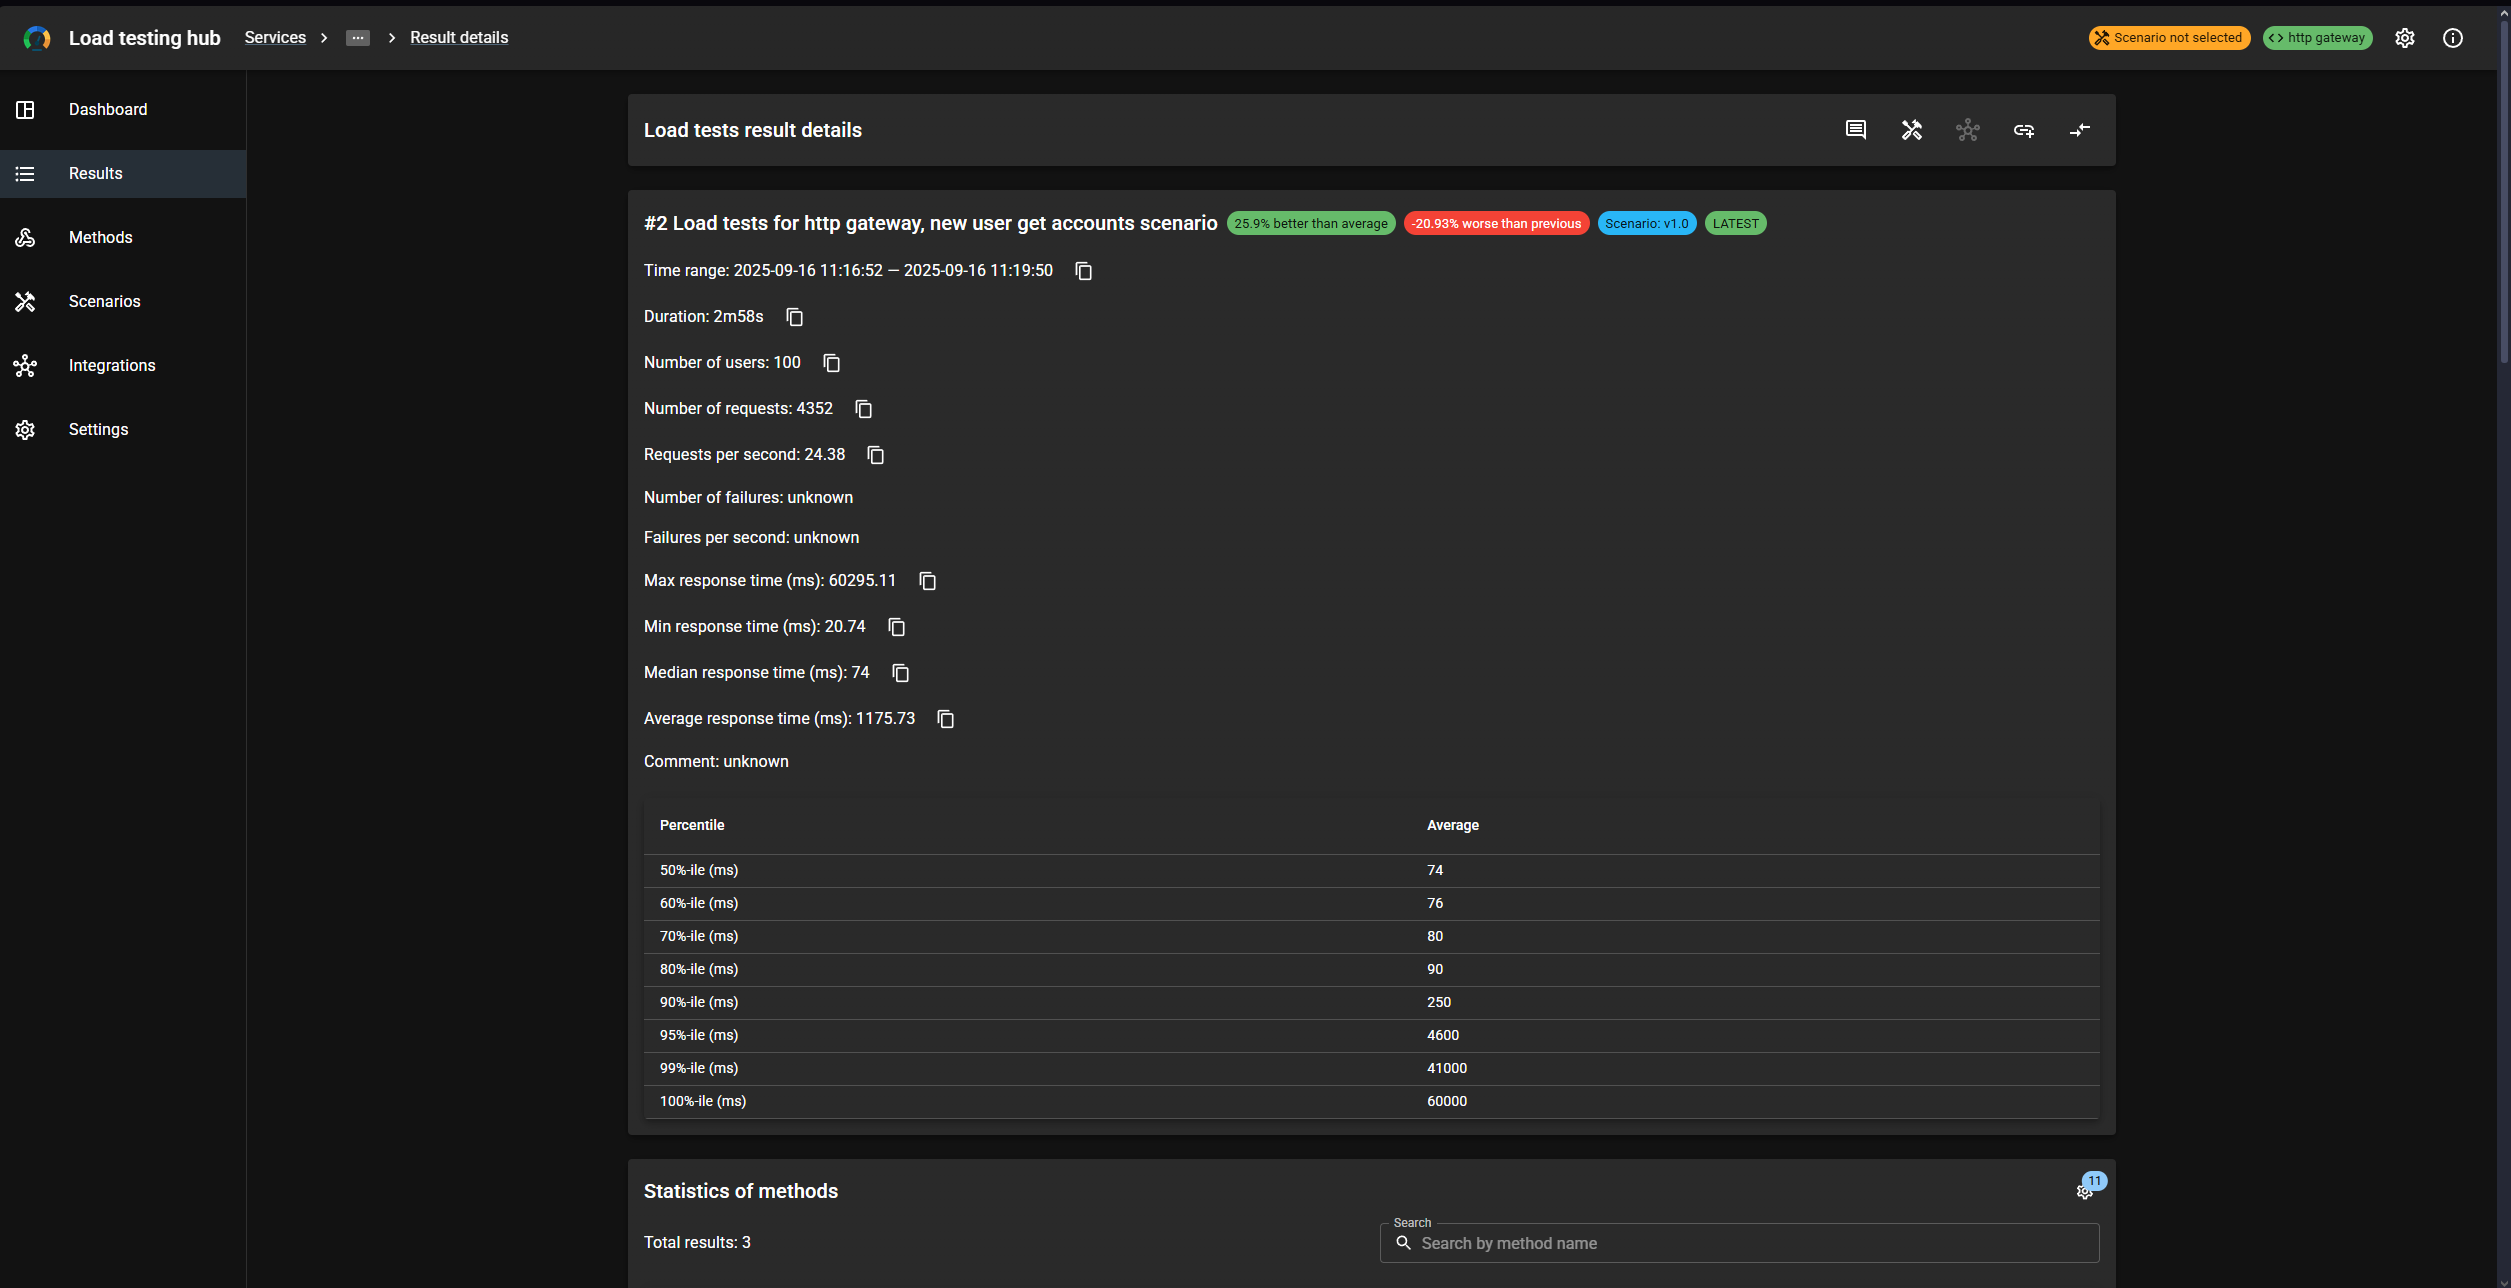 Load testing hub Services ... Result details Scenario not selected http gateway
Dashboard
Results
Methods
Scenarios
Integrations
Settings
Load tests result details
#2 Load tests for http gateway, new user get accounts scenario 25.9% better than average -20.93% worse than previous Scenario: v1.0 LATEST
Time range: 2025-09-16 11:16:52 — 2025-09-16 11:19:50
Duration: 2m58s
Number of users: 100
Number of requests: 4352
Requests per second: 24.38
Number of failures: unknown
Failures per second: unknown
Max response time (ms): 60295.11
Min response time (ms): 20.74
Median response time (ms): 74
Average response time (ms): 1175.73
Comment: unknown
Percentile Average
50%-ile (ms) 74
60%-ile (ms) 76
70%-ile (ms) 80
80%-ile (ms) 90
90%-ile (ms) 250
95%-ile (ms) 4600
99%-ile (ms) 41000
100%-ile (ms) 60000
Statistics of methods 11
Total results: 3
Search
Search by method name